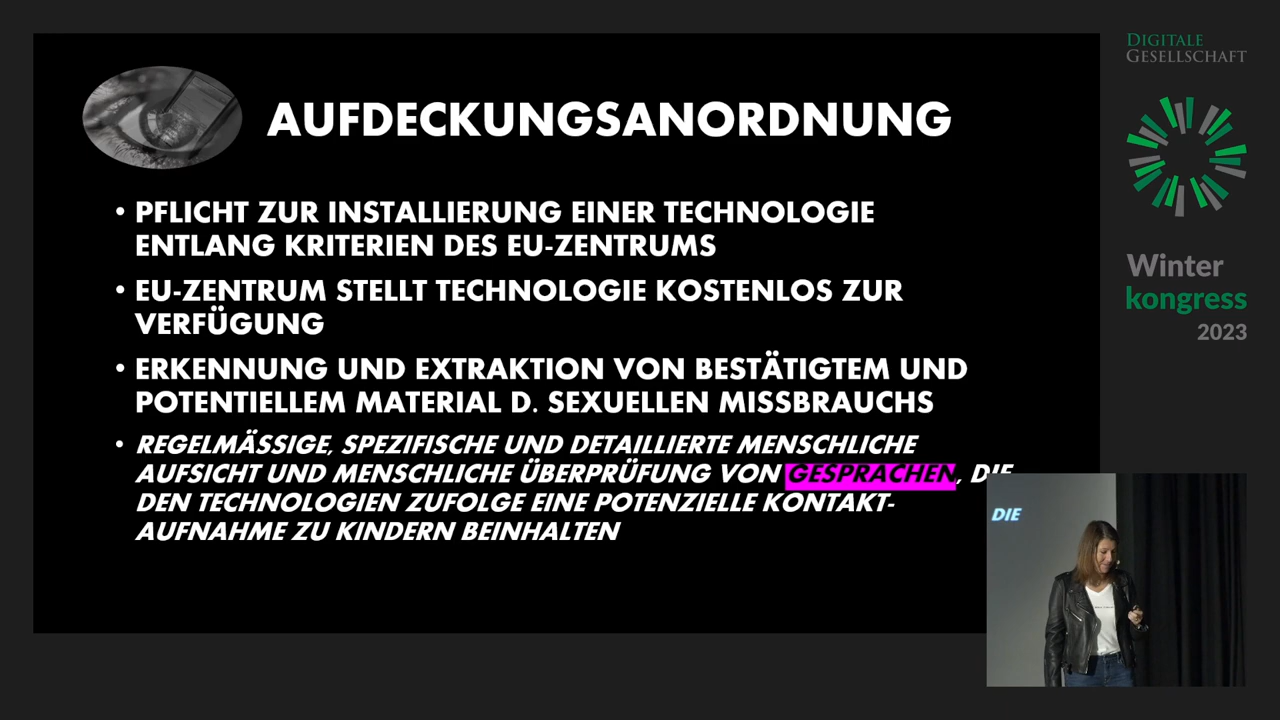 AUFDECKUNGSANORDNUNG
• PFLICHT ZUR INSTALLIERUNG EINER TECHNOLOGIE
ENTLANG KRITERIEN DES EU-ZENTRUMS
• EU-ZENTRUM STELLT TECHNOLOGIE KOSTENLOS ZUR
VERFÜGUNG
• ERKENNUNG UND EXTRAKTION VON BESTÄTIGTEM UND
POTENTIELLEM MATERIAL D. SEXUELLEN MISSBRAUCHS
• REGELMÄSSIGE, SPEZIFISCHE UND DETAILLIERTE MENSCHLICHE
AUFSICHT UND MENSCHLICHE ÜBERPRÜFUNG VON GESPRÄCHEN, DIE
DEN TECHNOLOGIEN ZUFOLGE EINE POTENZIELLE KONTAKT-
AUFNAHME ZU KINDERN BEINHALTEN
DIGITALE
GESELLSCHAFT
Winter
kongress
2023
DIE